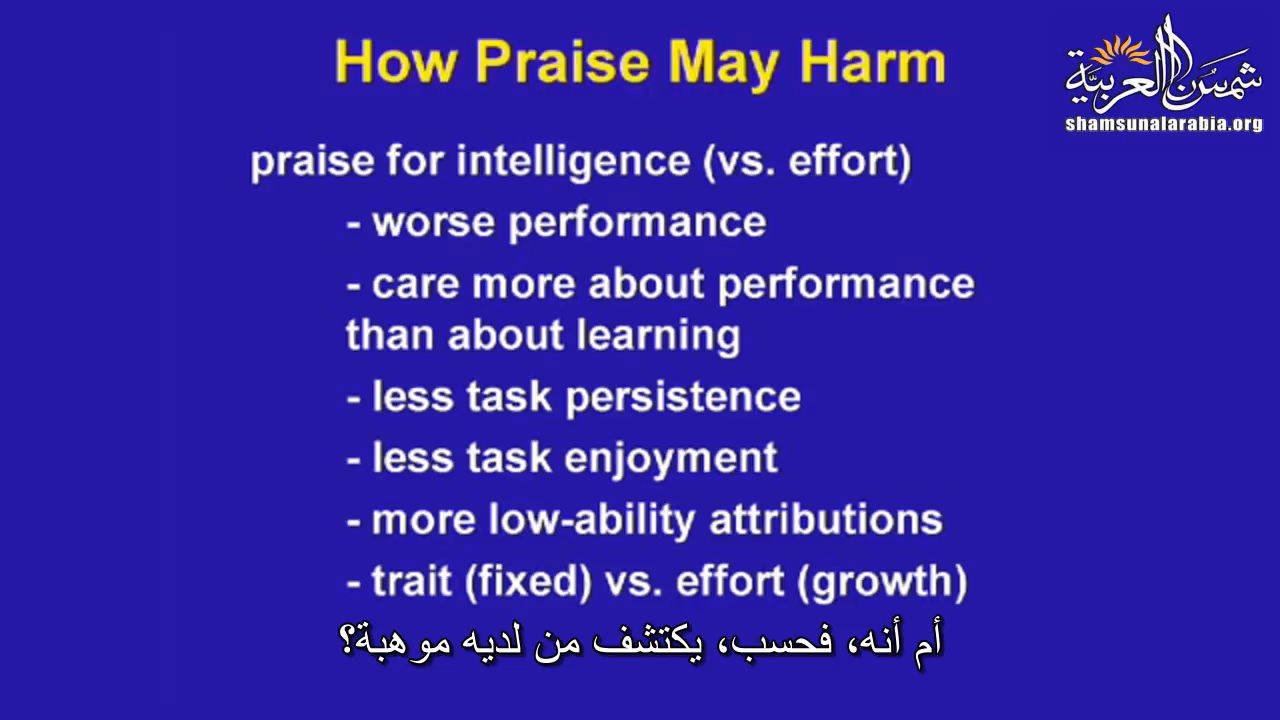 How Praise May Harm
شمس العربية
shamsunalarabia.org
praise for intelligence (vs. effort)
- worse performance
- care more about performance
than about learning
- less task persistence
- less task enjoyment
- more low-ability attributions
- trait (fixed) vs. effort (growth)
أم أنه، فحسب، يكتشف من لديه موهبة؟